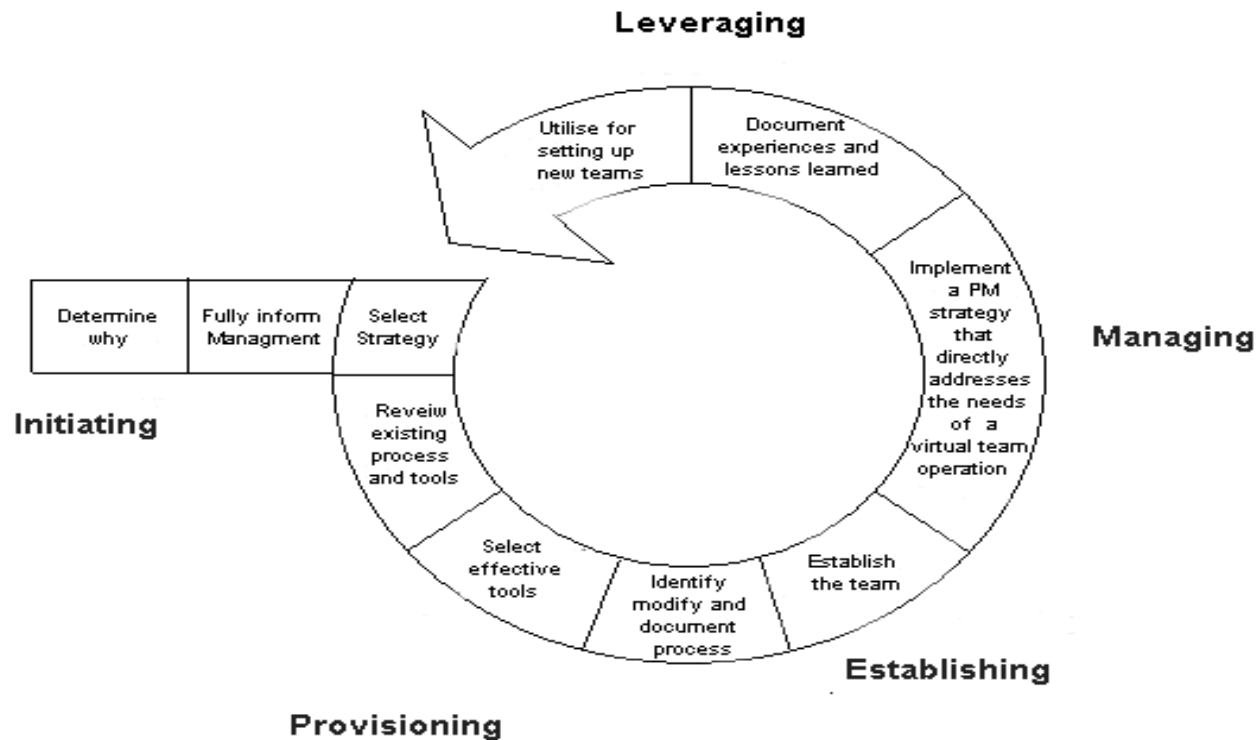 Leveraging
Utilise for
setting up
new teams
Document
experiences and
lessons learned
Implement
a PM
strategy
that
directly
addresses
the needs
of a
virtual team
operation
Managing
Determine
why
Fully inform
Managment
Select
Strategy
Initiating
Reveiw
existing
process
and tools
Select
effective
tools
Identify
modify and
document
process
Establish
the team
Establishing
Provisioning